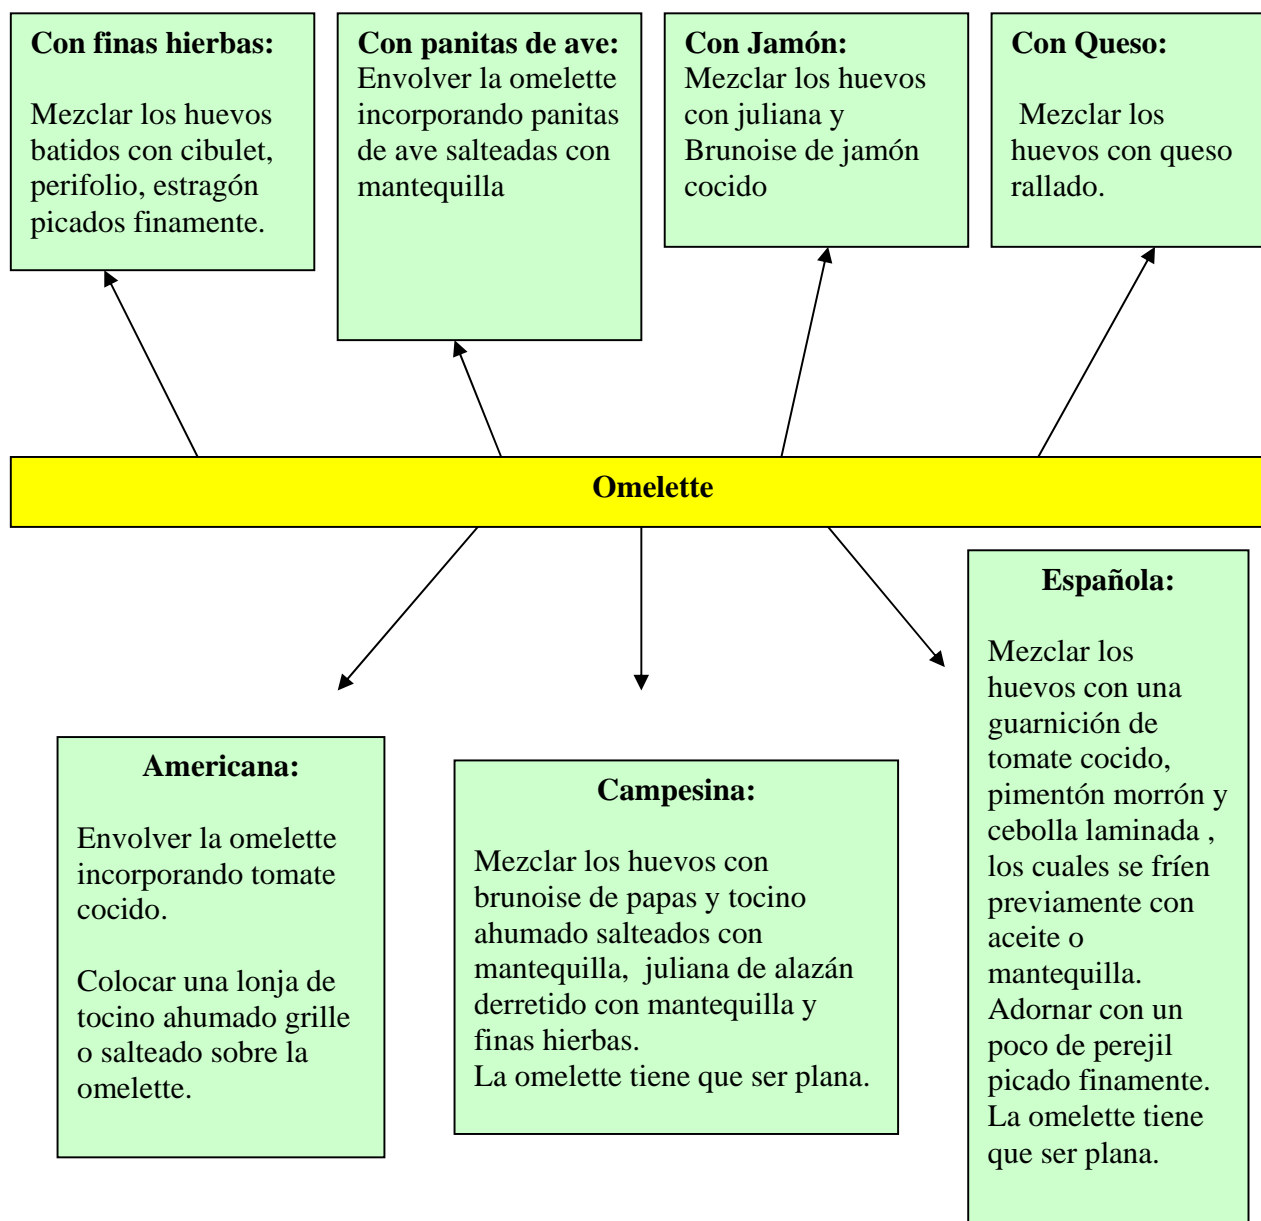 Con finas hierbas:
Mezclar los huevos
batidos con cibulet,
perifolio, estragón
picados finamente.
Con panitas de ave:
Envolver la omelette
incorporando panitas
de ave salteadas con
mantequilla
Con Jamón:
Mezclar los huevos
con juliana y
Brunoise de jamón
cocido
Con Queso:
Mezclar los
huevos con queso
rallado.
Omelette
Americana:
Envolver la omelette
incorporando tomate
cocido.
Colocar una lonja de
tocino ahumado grille
o salteado sobre la
omelette.
Campesina:
Mezclar los huevos con
brunoise de papas y tocino
ahumado salteados con
mantequilla, juliana de alazán
derretido con mantequilla y
finas hierbas.
La omelette tiene que ser plana.
Española:
Mezclar los
huevos con una
guarnición de
tomate cocido,
pimentón morrón y
cebolla laminada ,
los cuales se fríen
previamente con
aceite o
mantequilla.
Adornar con un
poco de perejil
picado finamente.
La omelette tiene
que ser plana.